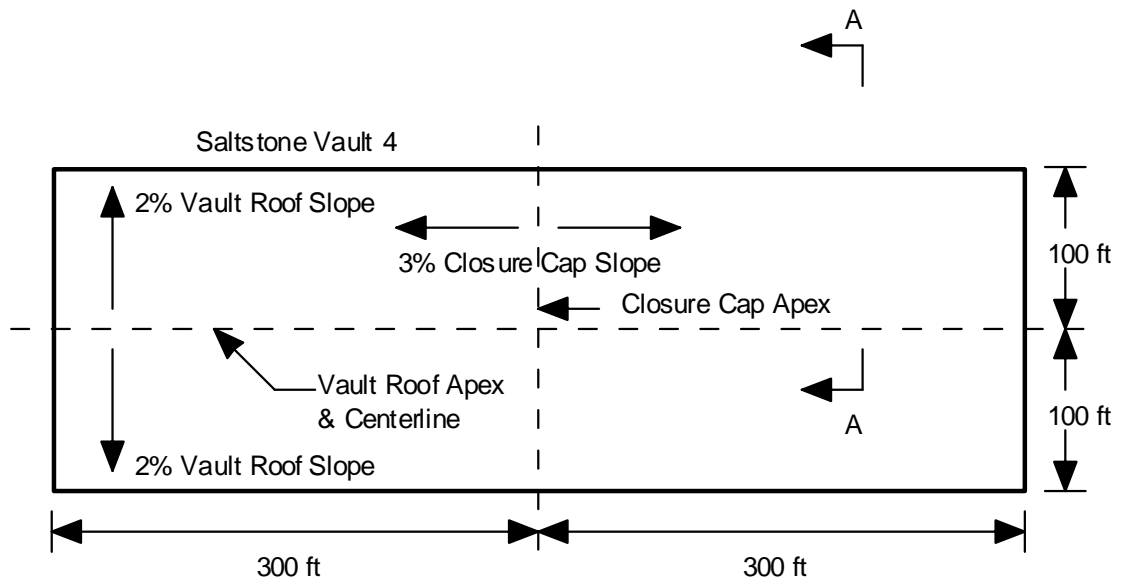 A
Saltstone Vault 4
2% Vault Roof Slope
3% Closure Cap Slope
100 ft
Closure Cap Apex
Vault Roof Apex
& Centerline
A
100 ft
2% Vault Roof Slope
300 ft
300 ft